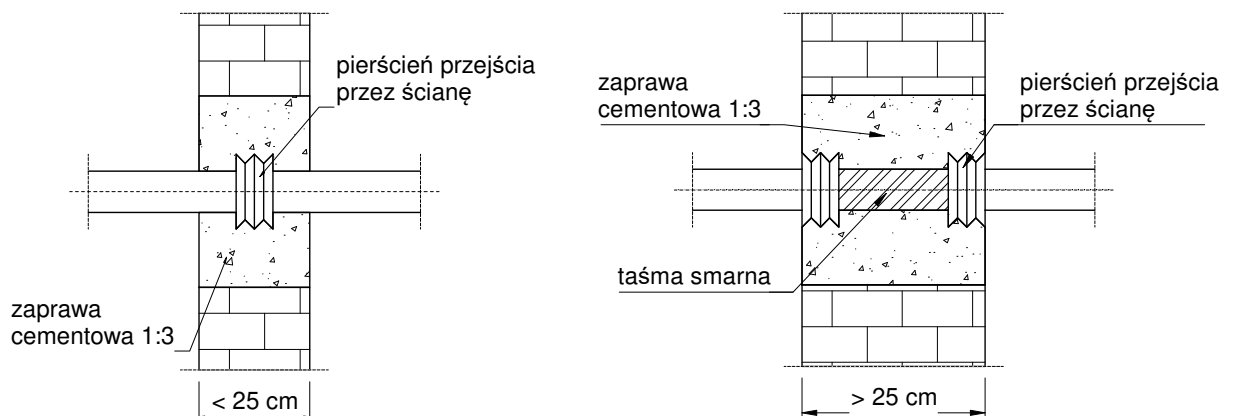 pierścień przejścia
przez ścianę
zaprawa
cementowa 1:3
< 25 cm
zaprawa
cementowa 1:3
pierścień przejścia
przez ścianę
taśma smarna
> 25 cm